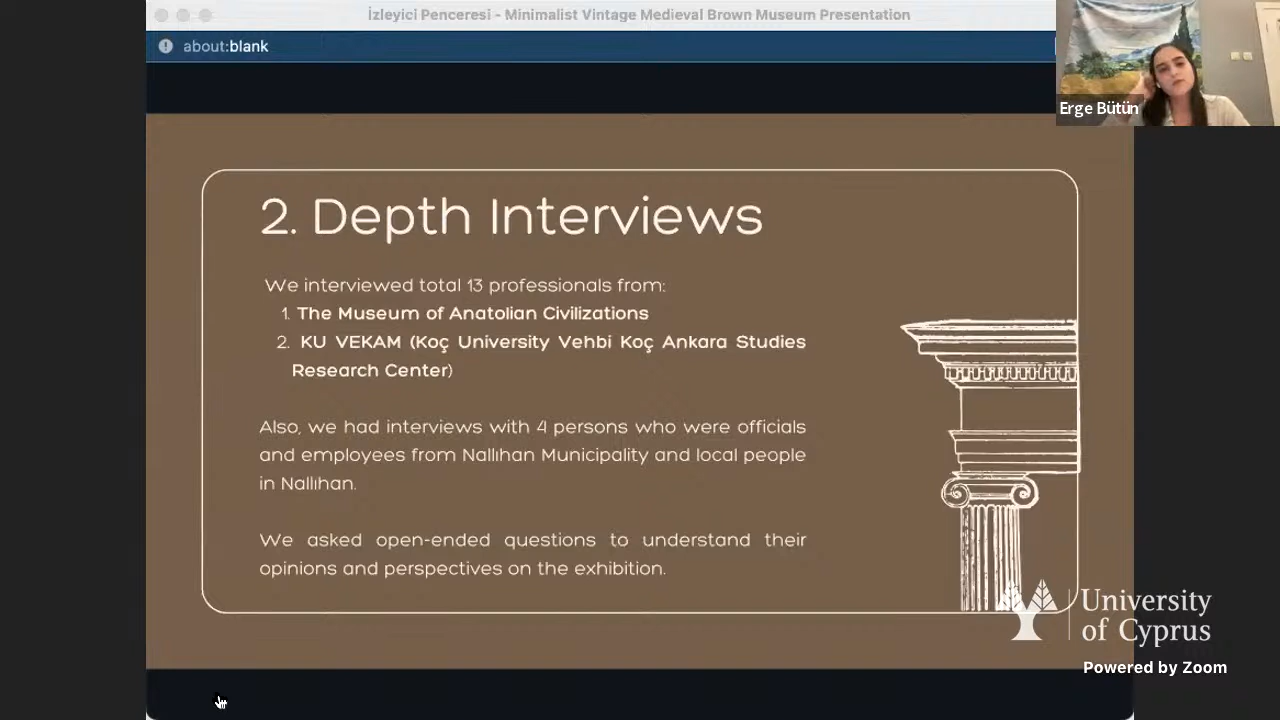 İzleyici Penceresi - Minimalist Vintage Medieval Brown Museum Presentation
about:blank
Erge Bütün
2. Depth Interviews
We interviewed total 13 professionals from:
1. The Museum of Anatolian Civilizations
2. KU VEKAM (Koç University Vehbi Koç Ankara Studies
Research Center)
Also, we had interviews with 4 persons who were officials
and employees from Nallıhan Municipality and local people
in Nallıhan.
We asked open-ended questions to understand their
opinions and perspectives on the exhibition.
University
of Cyprus
Powered by Zoom